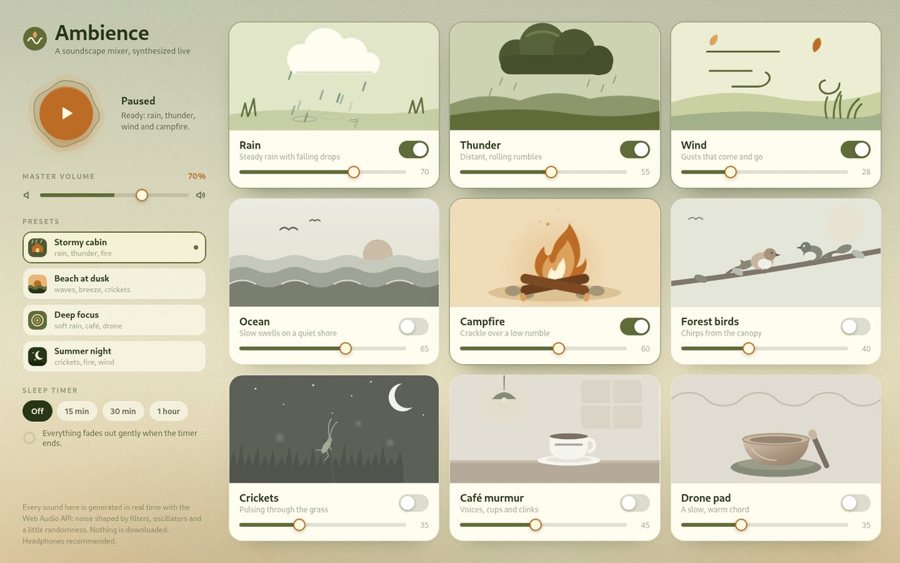 Ambience
A soundscape mixer, synthesized live
Paused
Ready: rain, thunder,
wind and campfire.
MASTER VOLUME 70%
PRESETS
Stormy cabin
rain, thunder, fire
Beach at dusk
waves, breeze, crickets
Deep focus
soft rain, café, drone
Summer night
crickets, fire, wind
SLEEP TIMER
Off 15 min 30 min 1 hour
Everything fades out gently when the timer
ends.
Every sound here is generated in real time with the
Web Audio API: noise shaped by filters, oscillators and
a little randomness. Nothing is downloaded.
Headphones recommended.
Rain
Steady rain with falling drops
70
Thunder
Distant, rolling rumbles
55
Wind
Gusts that come and go
28
Ocean
Slow swells on a quiet shore
65
Campfire
Crackle over a low rumble
60
Forest birds
Chirps from the canopy
40
Crickets
Pulsing through the grass
35
Café murmur
Voices, cups and clinks
45
Drone pad
A slow, warm chord
35